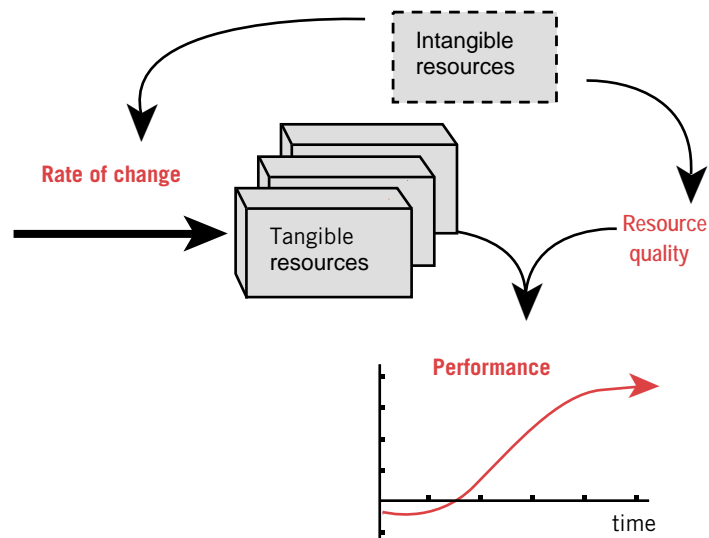 Intangible
resources
Rate of change
Tangible
resources
Resource
quality
Performance
time